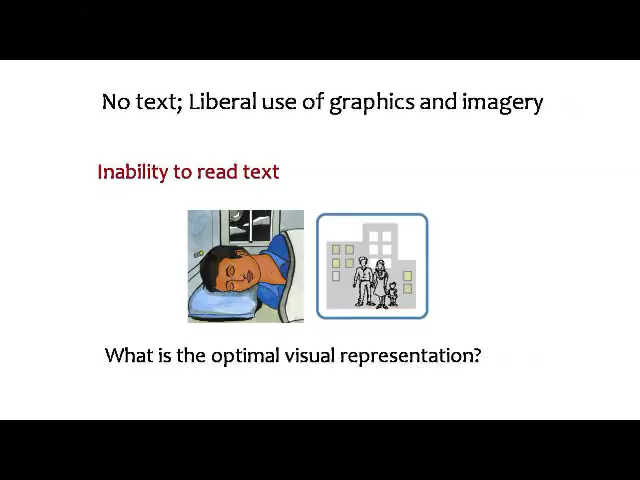 No text; Liberal use of graphics and imagery
Inability to read text
What is the optimal visual representation?